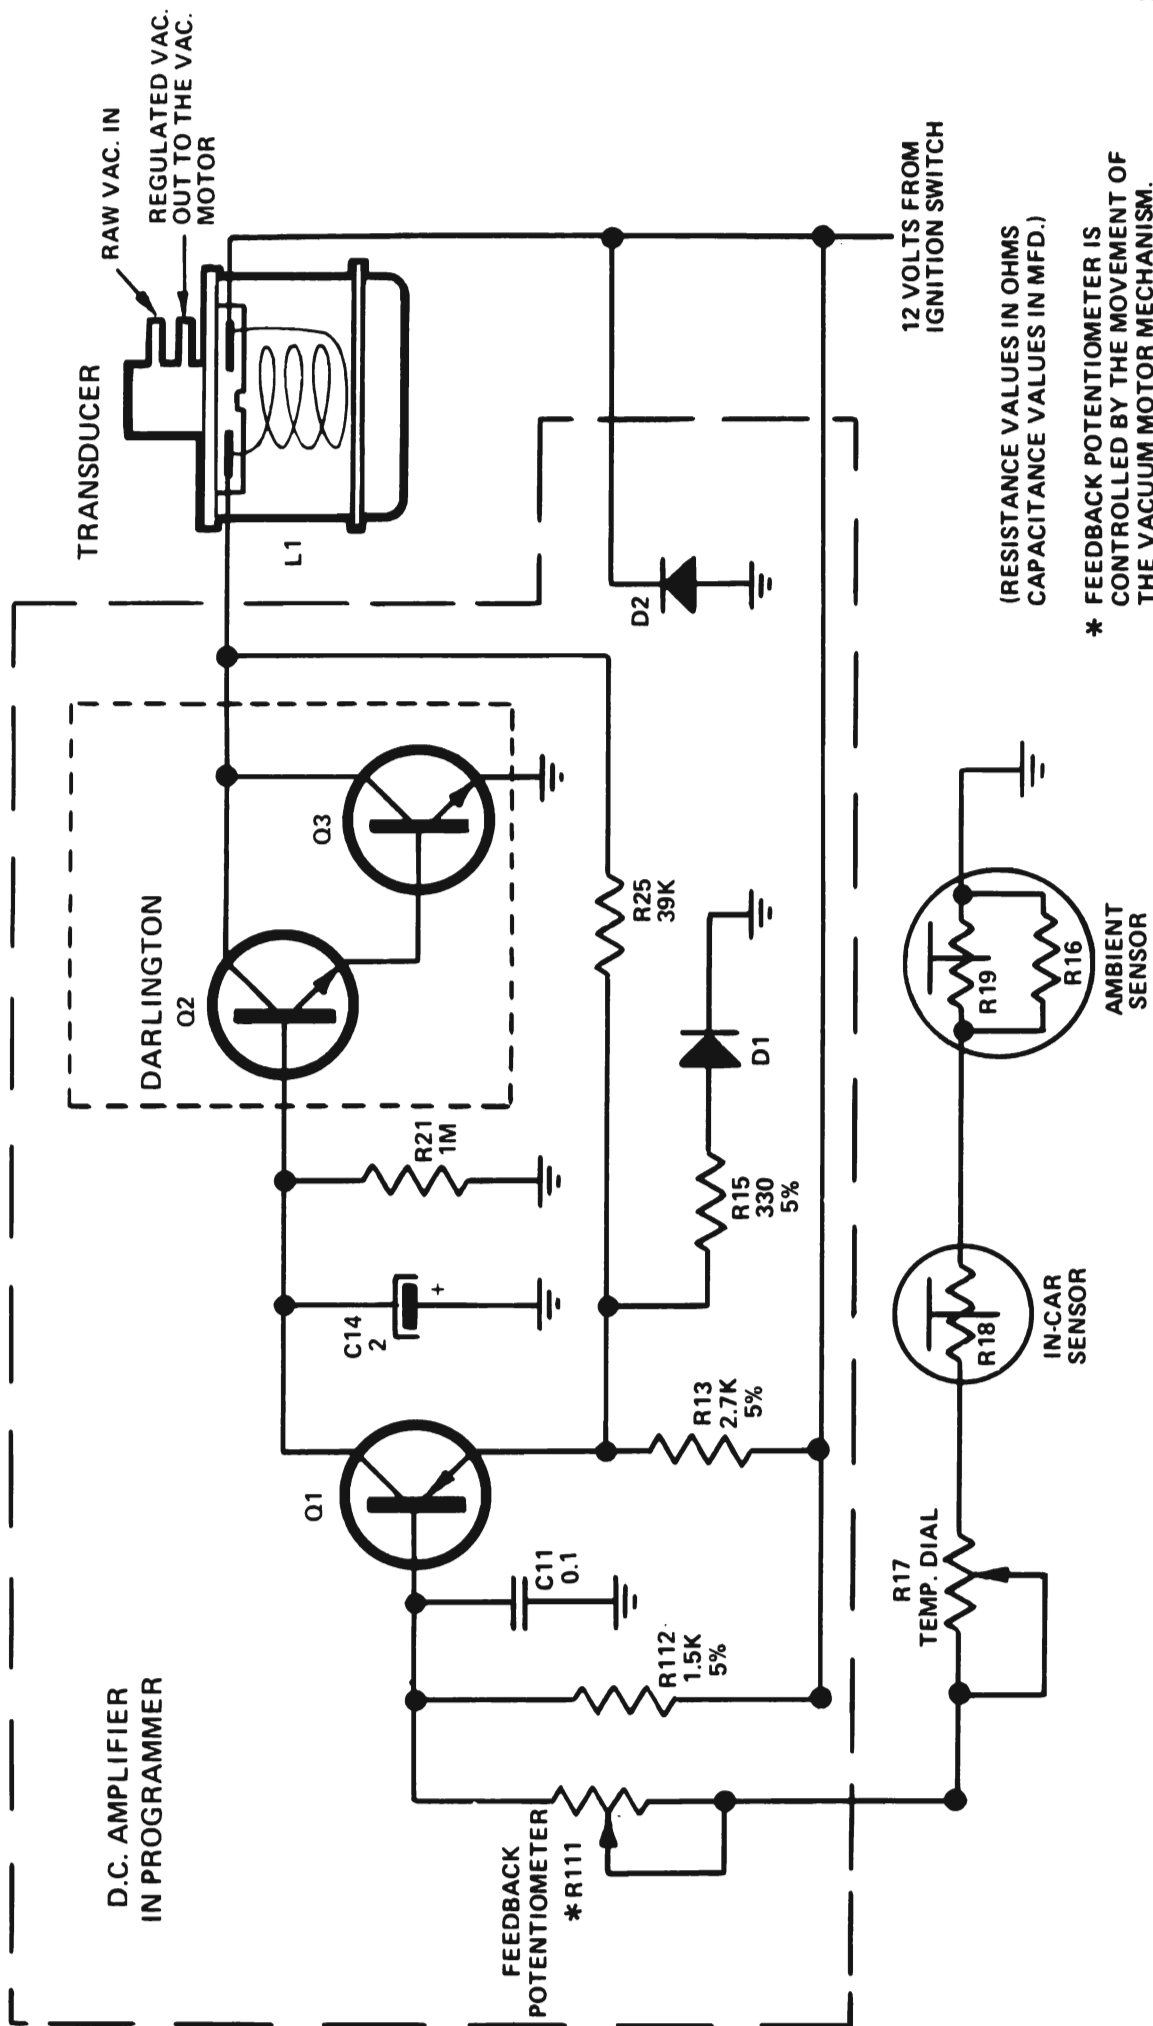 D.C. AMPLIFIER
IN PROGRAMMER
FEEDBACK
POTENTIOMETER
*R111
R112
1.5K
5%
C11
0.1
Q1
R13
2.7K
5%
C14
2
+
R21
1M
R15
330
5%
D1
DARLINGTON
Q2
Q3
R25
39K
D2
TRANSDUCER
L1
RAW VAC. IN
REGULATED VAC.
OUT TO THE VAC.
MOTOR
12 VOLTS FROM
IGNITION SWITCH
R17
TEMP. DIAL
R18
IN-CAR
SENSOR
R19
R16
AMBIENT
SENSOR
(RESISTANCE VALUES IN OHMS
CAPACITANCE VALUES IN MFD.)
* FEEDBACK POTENTIOMETER IS
CONTROLLED BY THE MOVEMENT OF
THE VACUUM MOTOR MECHANISM.